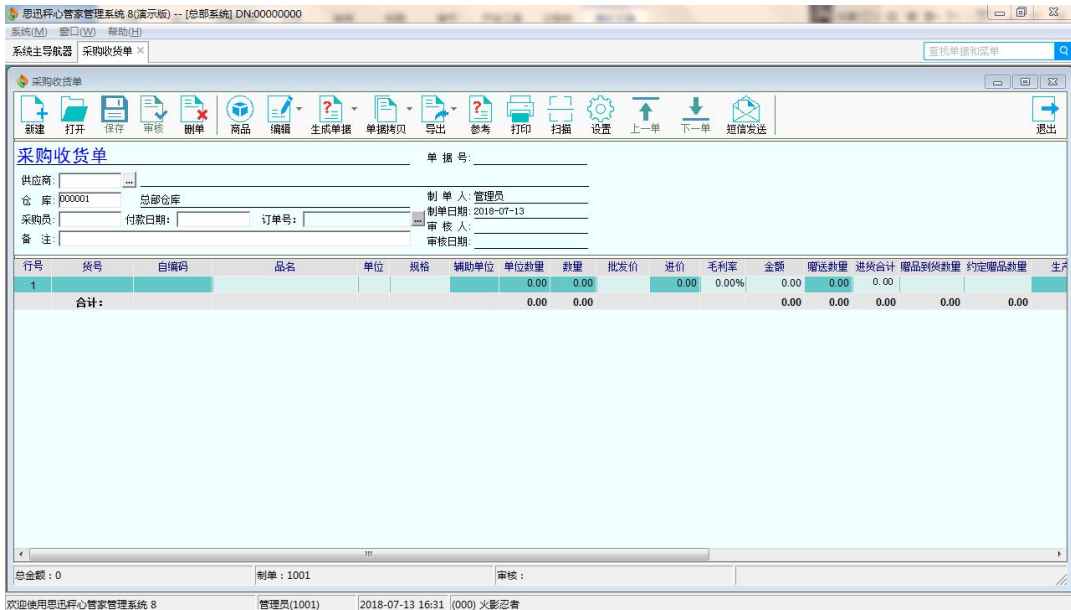 思迅秤心管家管理系统 8(演示版) -- [总部系统] DN:00000000
系统(M) 窗口(W) 帮助(H)
系统主导航器 采购收货单 查找单据和菜单
采购收货单
新建 打开 保存 审核 删单 商品 编辑 生成单据 单据拷贝 导出 参考 打印 扫描 设置 上一单 下一单 短信发送 退出
采购收货单 单据号:
供应商: ...
仓 库: 000001 总部仓库 制单人: 管理员
制单日期: 2018-07-13
采购员: 付款日期: 订单号: ... 审核人:
备 注: 审核日期:
行号 货号 自编码 品名 单位 规格 辅助单位 单位数量 数量 批发价 进价 毛利率 金额 赠送数量 进货合计 赠品到货数量 约定赠品数量
1 0.00 0.00 0.00 0.00% 0.00 0.00 0.00
合计: 0.00 0.00 0.00 0.00 0.00 0.00 0.00
总金额:0 制单:1001 审核:
欢迎使用思迅秤心管家管理系统 8 管理员(1001) 2018-07-13 16:31 (000) 火影忍者